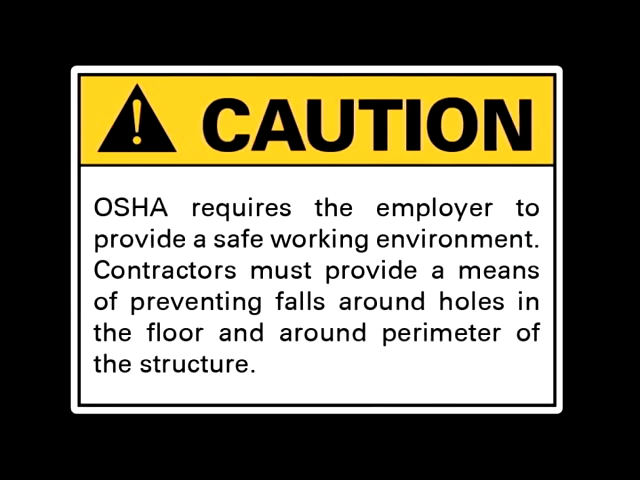 CAUTION
OSHA requires the employer to
provide a safe working environment.
Contractors must provide a means
of preventing falls around holes in
the floor and around perimeter of
the structure.